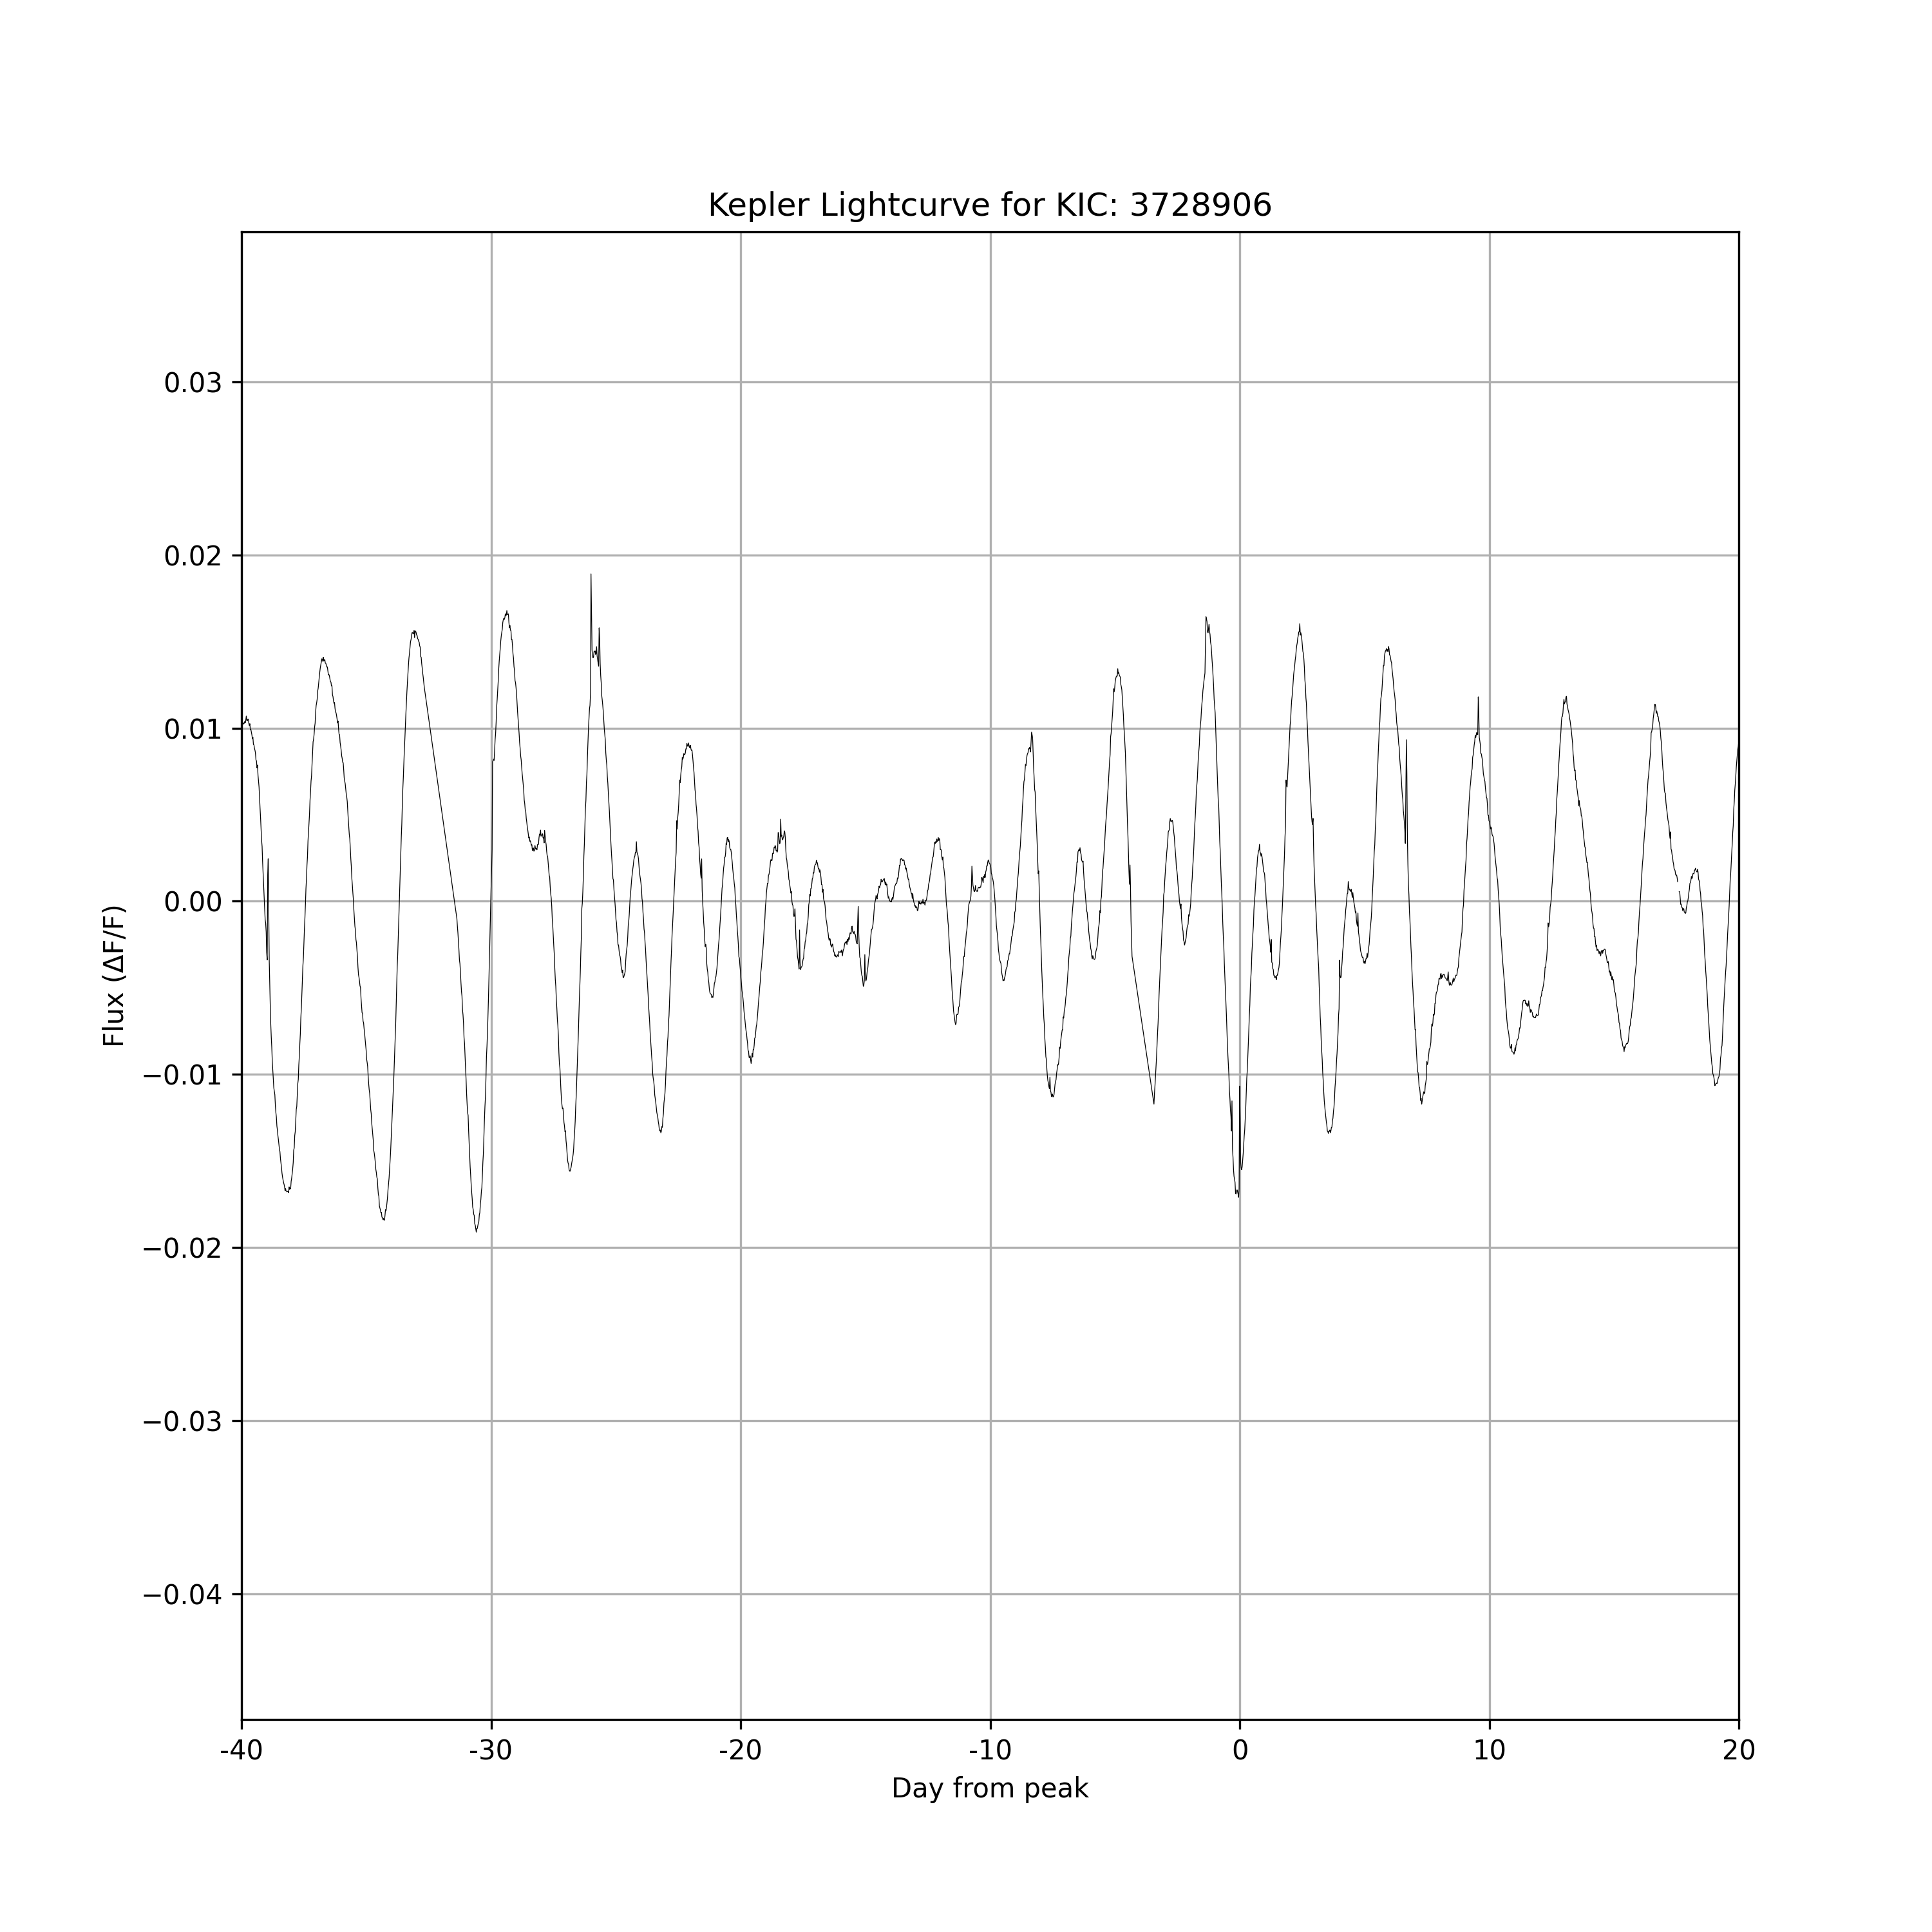 Kepler Lightcurve for KIC: 3728906
0.03
0.02
0.01
0.00
−0.01
−0.02
−0.03
−0.04
Flux (ΔF/F)
-40 -30 -20 -10 0 10 20
Day from peak